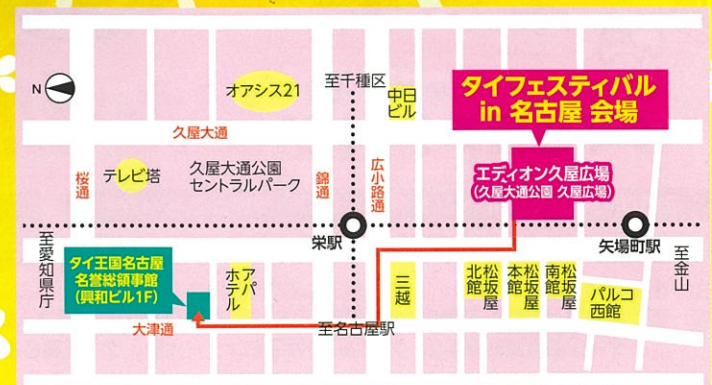 タイフェスティバル
in 名古屋 会場
エディオン久屋広場
(久屋大通公園 久屋広場)
N
オアシス21
至千種区
中日
ビル
久屋大通
桜通
テレビ塔
久屋大通公園
セントラルパーク
錦通
広小路通
栄駅
矢場町駅
至愛知県庁
至金山
タイ王国名古屋
名誉総領事館
(興和ビル1F)
アパ
ホテル
三越
松坂屋
北館
松坂屋
本館
松坂屋
南館
パルコ
西館
大津通
至名古屋駅